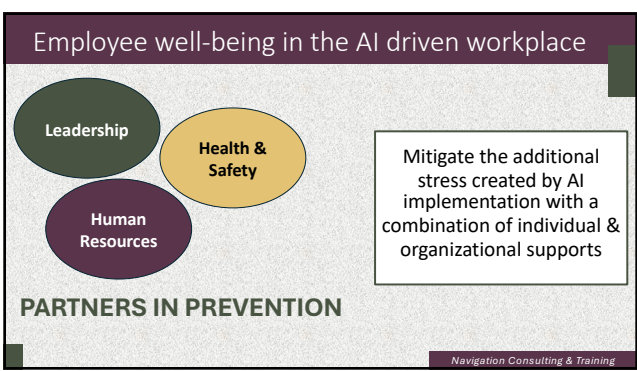 Employee well-being in the AI driven workplace
Leadership
Health &
Safety
Human
Resources
Mitigate the additional
stress created by AI
implementation with a
combination of individual &
organizational supports
PARTNERS IN PREVENTION
Navigation Consulting & Training